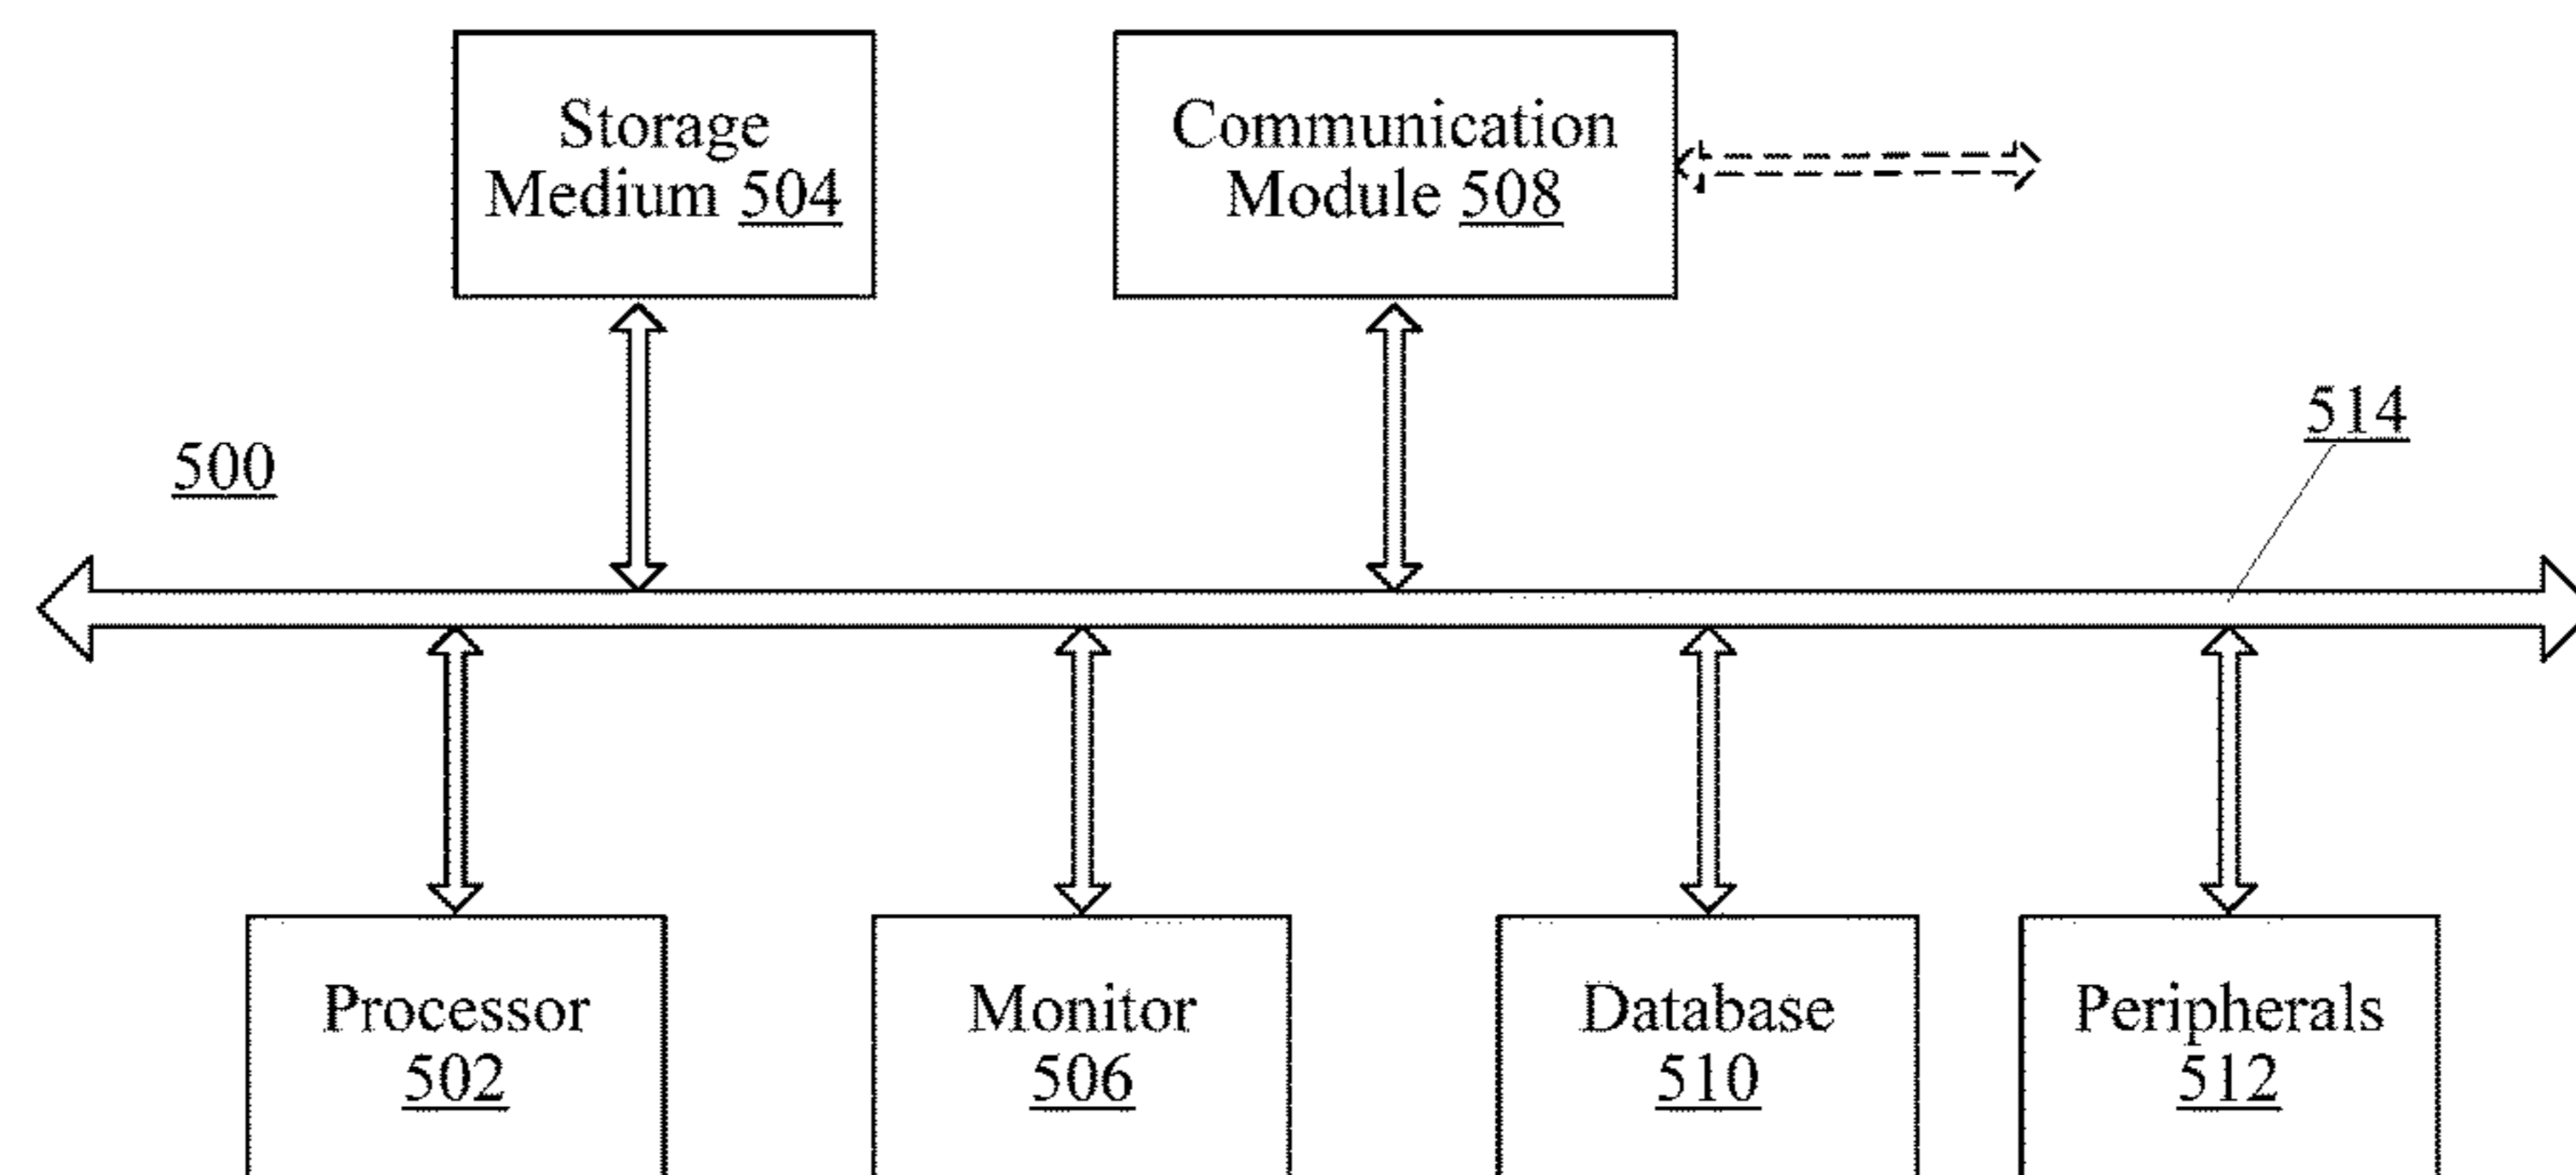 Storage
Medium 504
Communication
Module 508
514
500
Processor
502
Monitor
506
Database
510
Peripherals
512